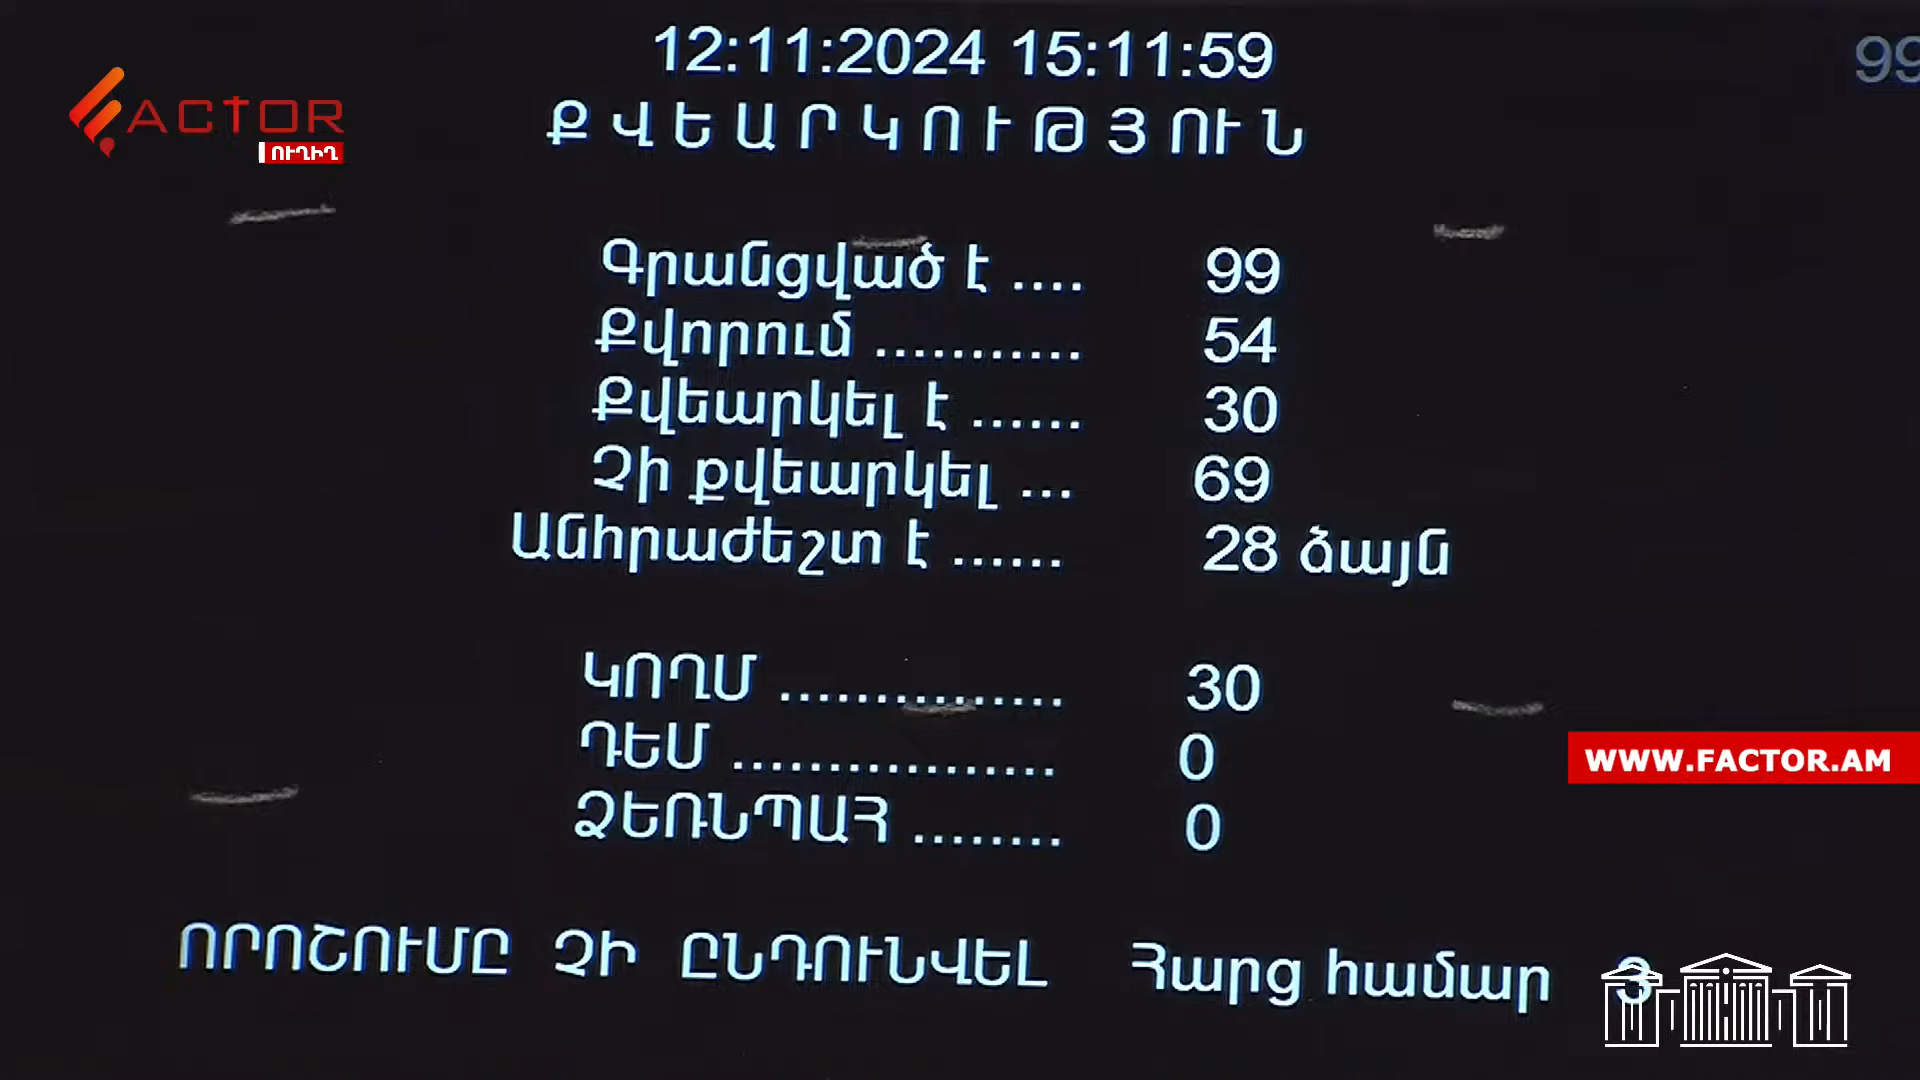 12:11:2024 15:11:59
99
ACTOR
ՈՒՂԻՂ
ՔՎԵԱՐԿՈՒԹՅՈՒՆ
Գրանցված է .... 99
Քվորում ........... 54
Քվեարկել է ...... 30
Չի քվեարկել ... 69
Անհրաժեշտ է ...... 28 ձայն
ԿՈՂՄ ............... 30
ԴԵՄ ................. 0
WWW.FACTOR.AM
ՁԵՌՆՊԱՀ ........ 0
ՈՐՈՇՈՒՄԸ ՉԻ ԸՆԴՈՒՆՎԵԼ Հարց համար 3